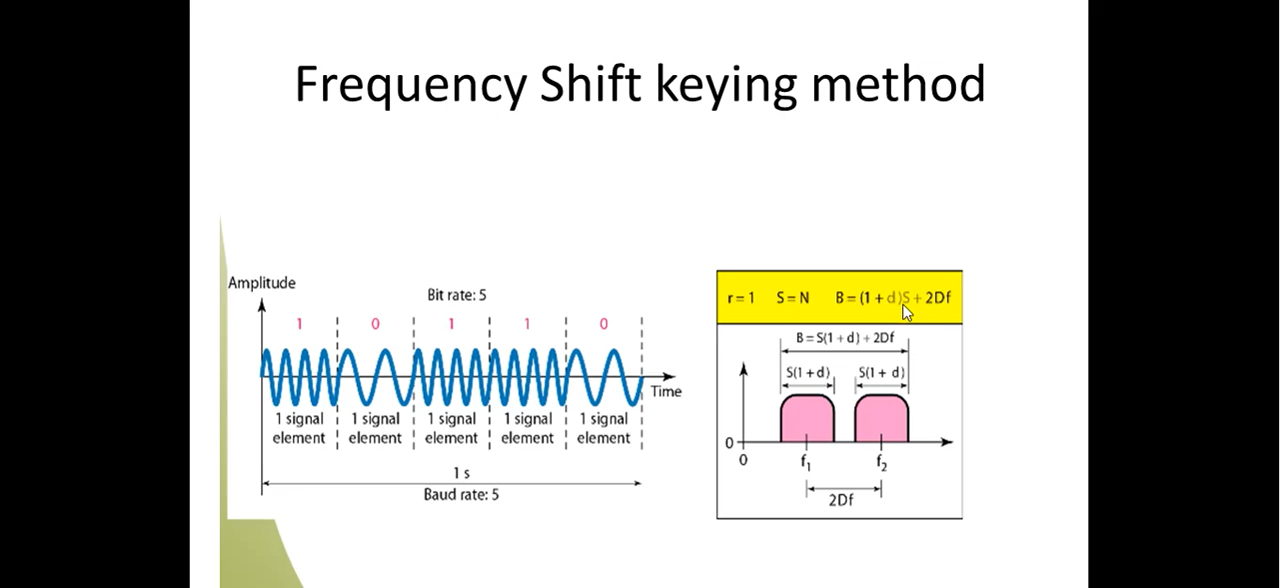 Frequency Shift keying method
Amplitude
Bit rate: 5
1 0 1 1 0
Time
1 signal element 1 signal element 1 signal element 1 signal element 1 signal element
1 s
Baud rate: 5
r = 1 S = N B = (1 + d)S + 2Df
B = S(1 + d) + 2Df
S(1 + d) S(1 + d)
0
0 f₁ f₂
2Df